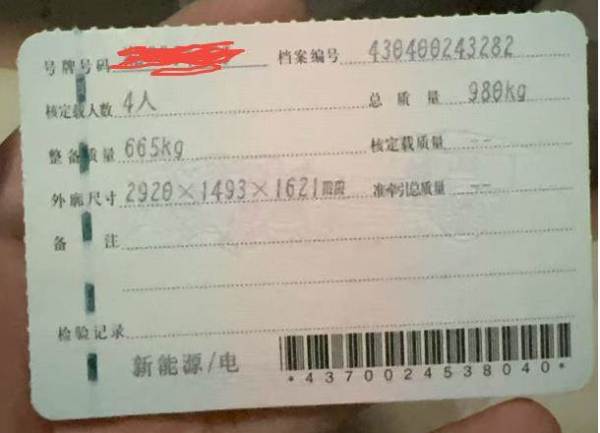 号牌号码 档案编号 430400243282
核定载人数 4人 总质量 980kg
整备质量 665kg 核定载质量 --
外廓尺寸 2920×1493×1621mm 准牵引总质量 --
备注
检验记录
新能源/电
*4370024538040*